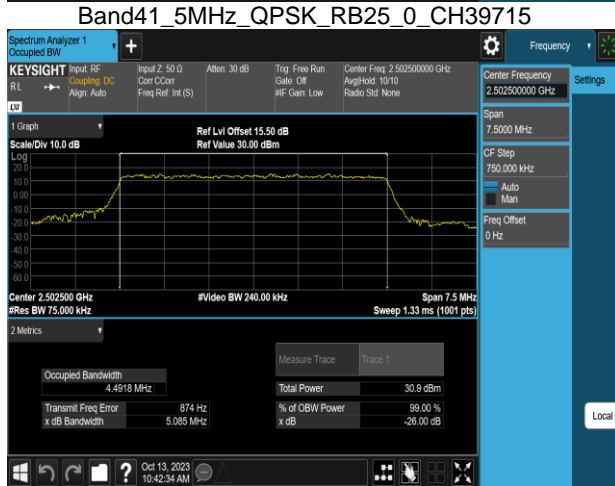 Band41_5MHz_QPSK_RB25_0_CH39715
Spectrum Analyzer 1
Occupied BW
Frequency
KEYSIGHT Input: RF
RL Coupling: DC
Align: Auto
Input Z: 50 Ω
Corr CCorr
Freq Ref: Int (S)
Atten: 30 dB
Trig: Free Run
Gate: Off
#IF Gain: Low
Center Freq: 2.502500000 GHz
Avg|Hold: 10/10
Radio Std: None
LXI
Center Frequency
2.502500000 GHz
Settings
Span
7.5000 MHz
CF Step
750.000 kHz
Auto
Man
Freq Offset
0 Hz
Local
1 Graph
Scale/Div 10.0 dB
Ref Lvl Offset 15.50 dB
Ref Value 30.00 dBm
Log
20.0
10.0
0.00
-10.0
-20.0
-30.0
-40.0
-50.0
-60.0
Center 2.502500 GHz
#Video BW 240.00 kHz
Span 7.5 MHz
#Res BW 75.000 kHz
Sweep 1.33 ms (1001 pts)
2 Metrics
Measure Trace Trace 1
Occupied Bandwidth
4.4918 MHz
Total Power 30.9 dBm
Transmit Freq Error 874 Hz
% of OBW Power 99.00 %
x dB Bandwidth 5.085 MHz
x dB -26.00 dB
?
Oct 13, 2023
10:42:34 AM